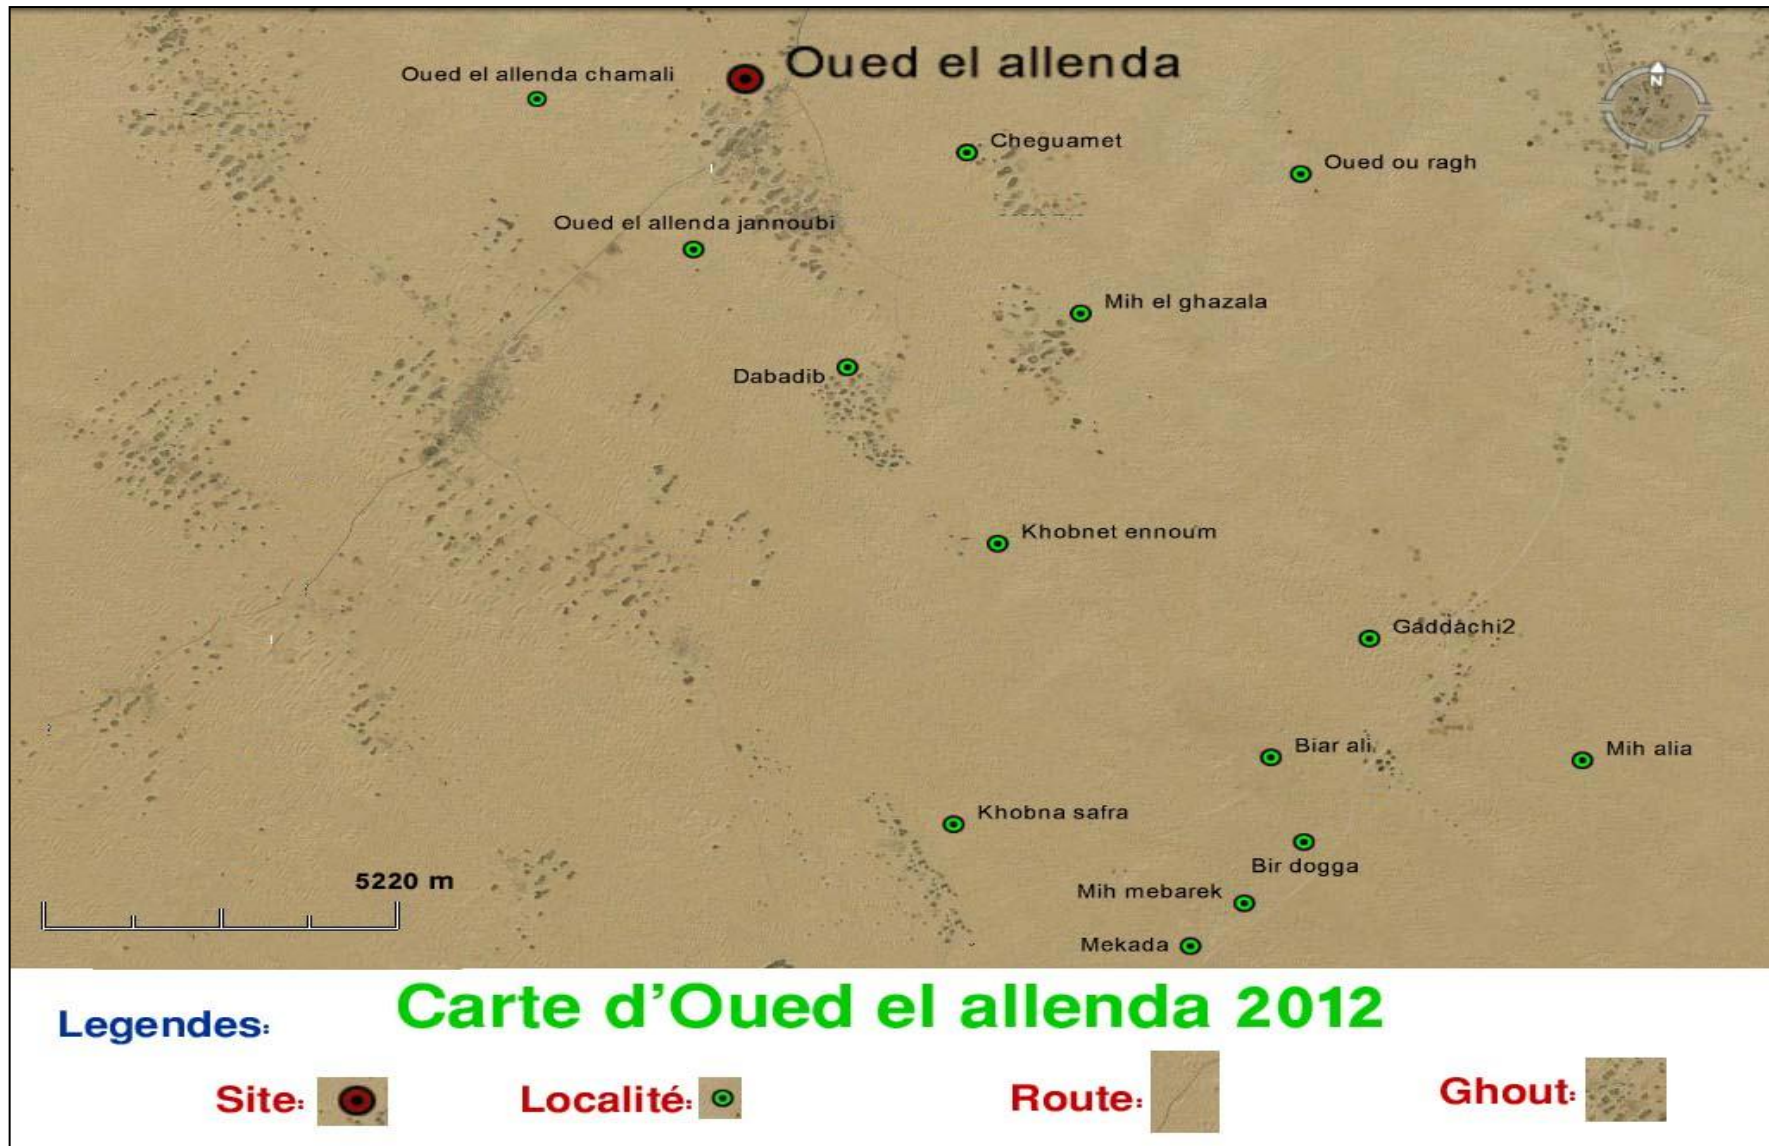 Oued el allenda
Oued el allenda chamali
N
Cheguamet
Oued ou ragh
Oued el allenda jannoubi
Mih el ghazala
Dabadib
Khobnet ennoum
Gaddachi2
Biar ali
Mih alia
Khobna safra
Bir dogga
5220 m
Mih mebarek
Mekada
Carte d'Oued el allenda 2012
Legendes:
Site:
Localité:
Route:
Ghout: